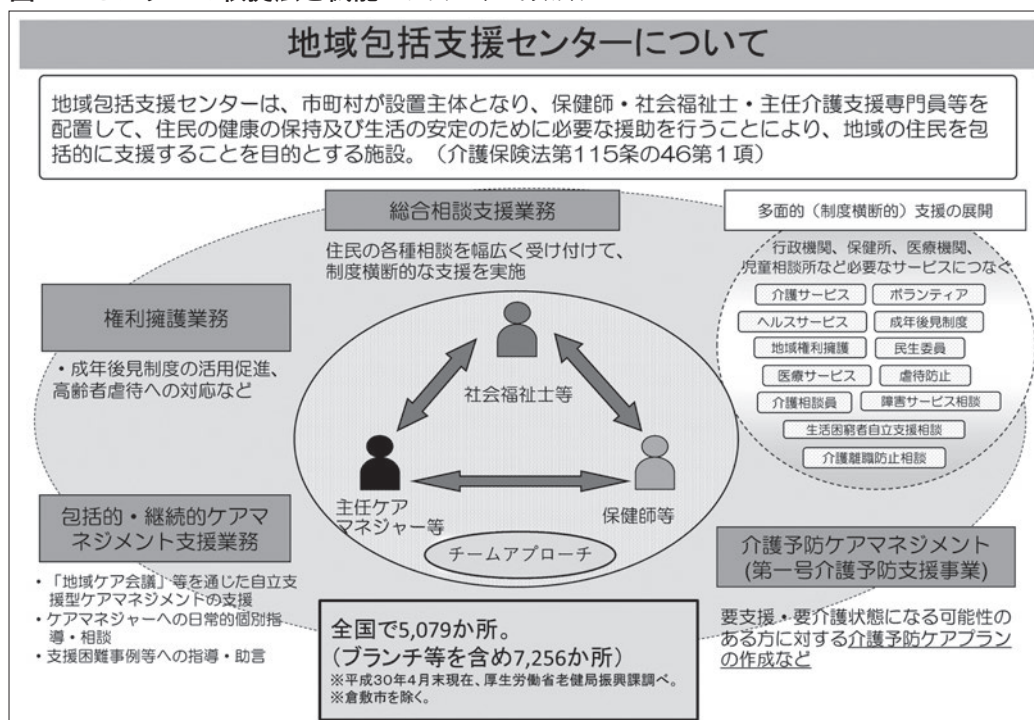 地域包括支援センターについて
地域包括支援センターは、市町村が設置主体となり、保健師・社会福祉士・主任介護支援専門員等を
配置して、住民の健康の保持及び生活の安定のために必要な援助を行うことにより、地域の住民を包
括的に支援することを目的とする施設。（介護保険法第115条の46第1項）
総合相談支援業務
住民の各種相談を幅広く受け付けて、
制度横断的な支援を実施
多面的（制度横断的）支援の展開
行政機関、保健所、医療機関、
児童相談所など必要なサービスにつなぐ
介護サービス
ボランティア
ヘルスサービス
成年後見制度
地域権利擁護
民生委員
医療サービス
虐待防止
介護相談員
障害サービス相談
生活困窮者自立支援相談
介護離職防止相談
権利擁護業務
・成年後見制度の活用促進、
高齢者虐待への対応など
社会福祉士等
主任ケア
マネジャー等
保健師等
チームアプローチ
包括的・継続的ケアマ
ネジメント支援業務
・「地域ケア会議」等を通じた自立支
援型ケアマネジメントの支援
・ケアマネジャーへの日常的個別指
導・相談
・支援困難事例等への指導・助言
介護予防ケアマネジメント
(第一号介護予防支援事業)
要支援・要介護状態になる可能性の
ある方に対する介護予防ケアプラン
の作成など
全国で5,079か所。
(ブランチ等を含め7,256か所)
※平成30年4月末現在、厚生労働省老健局振興課調べ。
※倉敷市を除く。